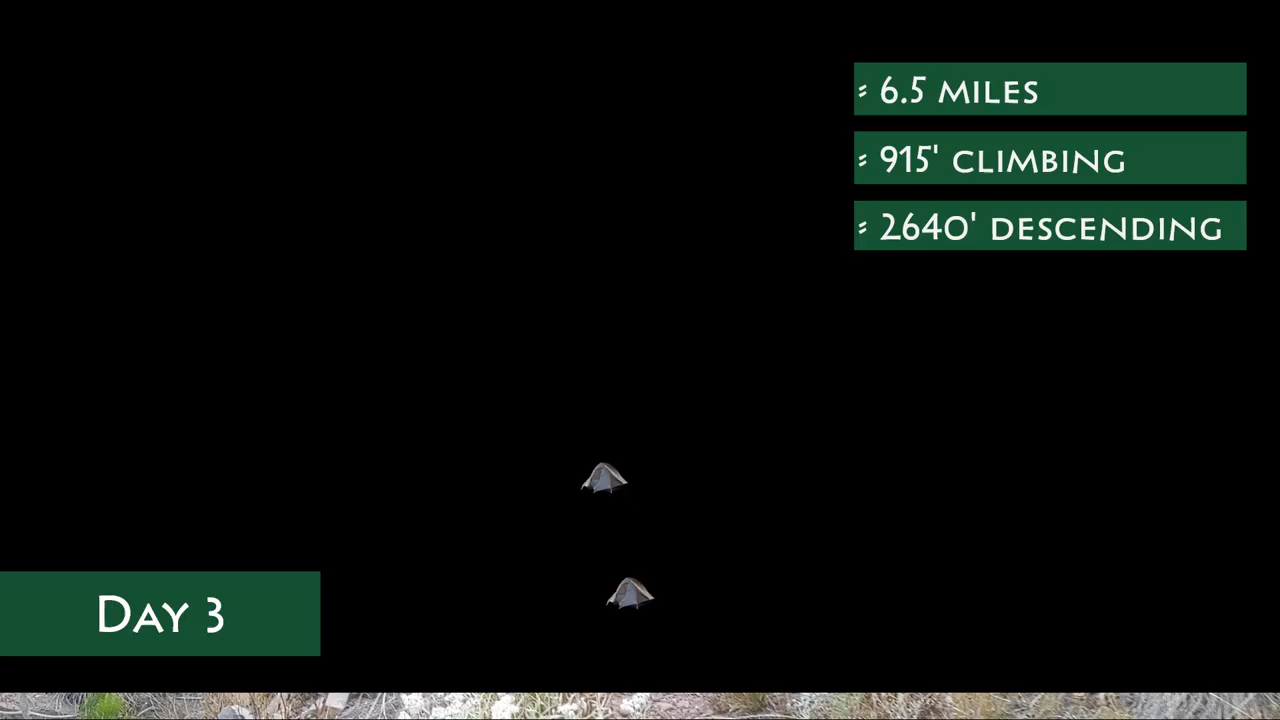 = 6.5 MILES
= 915' CLIMBING
= 2640' DESCENDING
DAY 3